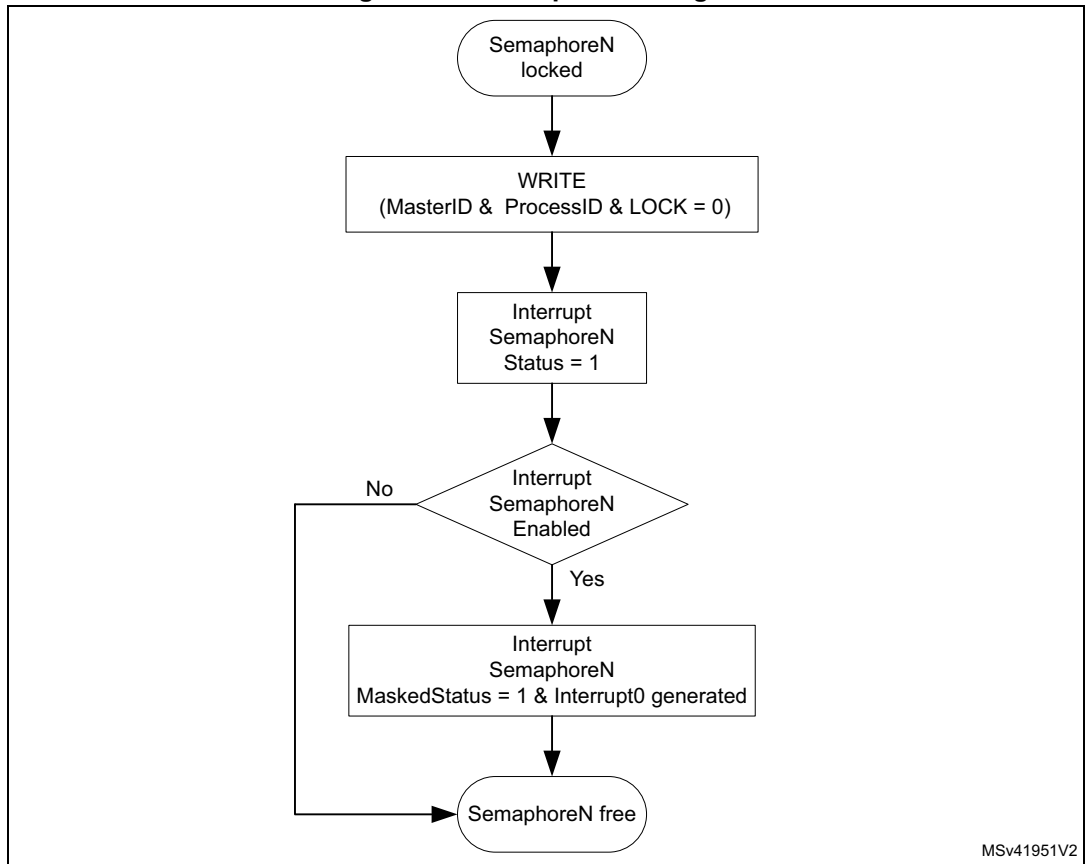 SemaphoreN
locked
WRITE
(MasterID &  ProcessID & LOCK = 0)
Interrupt
SemaphoreN
Status = 1
Interrupt
SemaphoreN
Enabled
No
Yes
Interrupt
SemaphoreN
MaskedStatus = 1 & Interrupt0 generated
SemaphoreN free
MSv41951V2